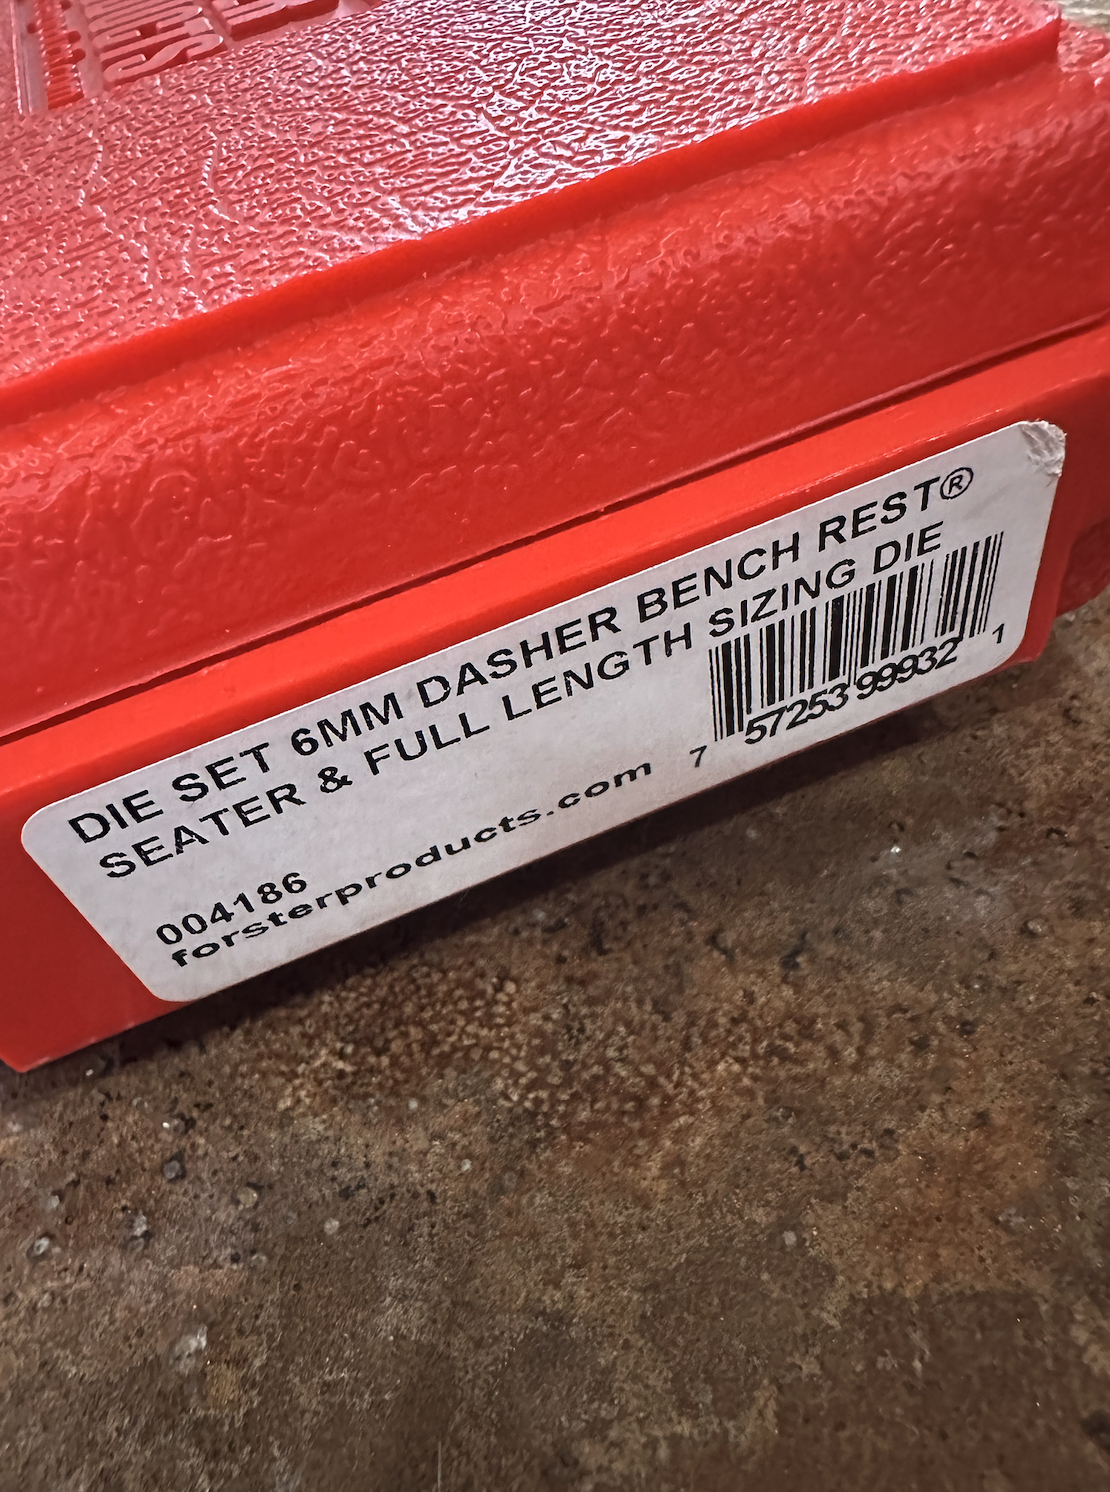 DIE SET 6MM DASHER BENCH REST®
SEATER & FULL LENGTH SIZING DIE
004186
forsterproducts.com
7 57253 99932 1